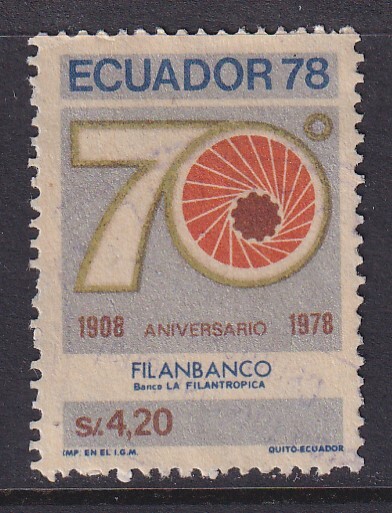 ECUADOR 78
70°
1908 ANIVERSARIO 1978
FILANBANCO
Banco LA FILANTROPICA
s/. 4,20
IMP. EN EL I.G.M. QUITO-ECUADOR